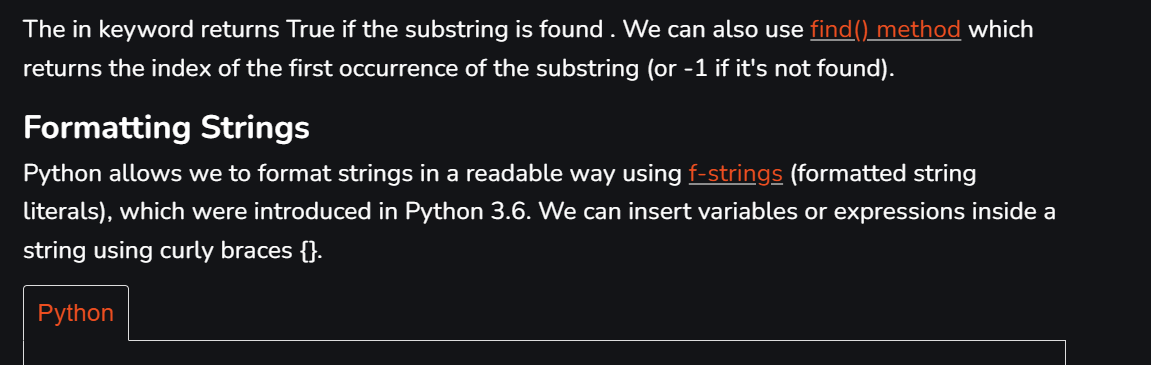 The in keyword returns True if the substring is found . We can also use find() method which
returns the index of the first occurrence of the substring (or -1 if it's not found).
Formatting Strings
Python allows we to format strings in a readable way using f-strings (formatted string
literals), which were introduced in Python 3.6. We can insert variables or expressions inside a
string using curly braces {}.
Python